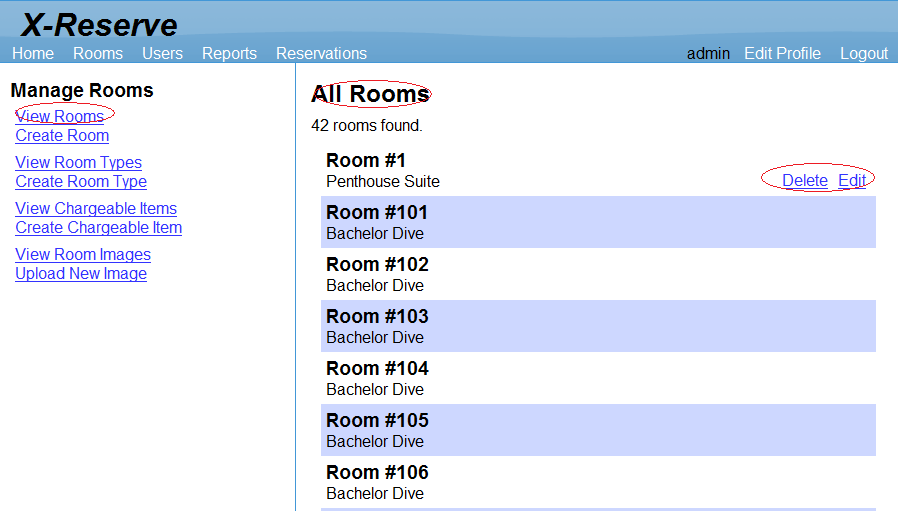 X-Reserve
Home Rooms Users Reports Reservations admin Edit Profile Logout
Manage Rooms
View Rooms
Create Room
View Room Types
Create Room Type
View Chargeable Items
Create Chargeable Item
View Room Images
Upload New Image
All Rooms
42 rooms found.
Room #1
Penthouse Suite
Delete Edit
Room #101
Bachelor Dive
Room #102
Bachelor Dive
Room #103
Bachelor Dive
Room #104
Bachelor Dive
Room #105
Bachelor Dive
Room #106
Bachelor Dive